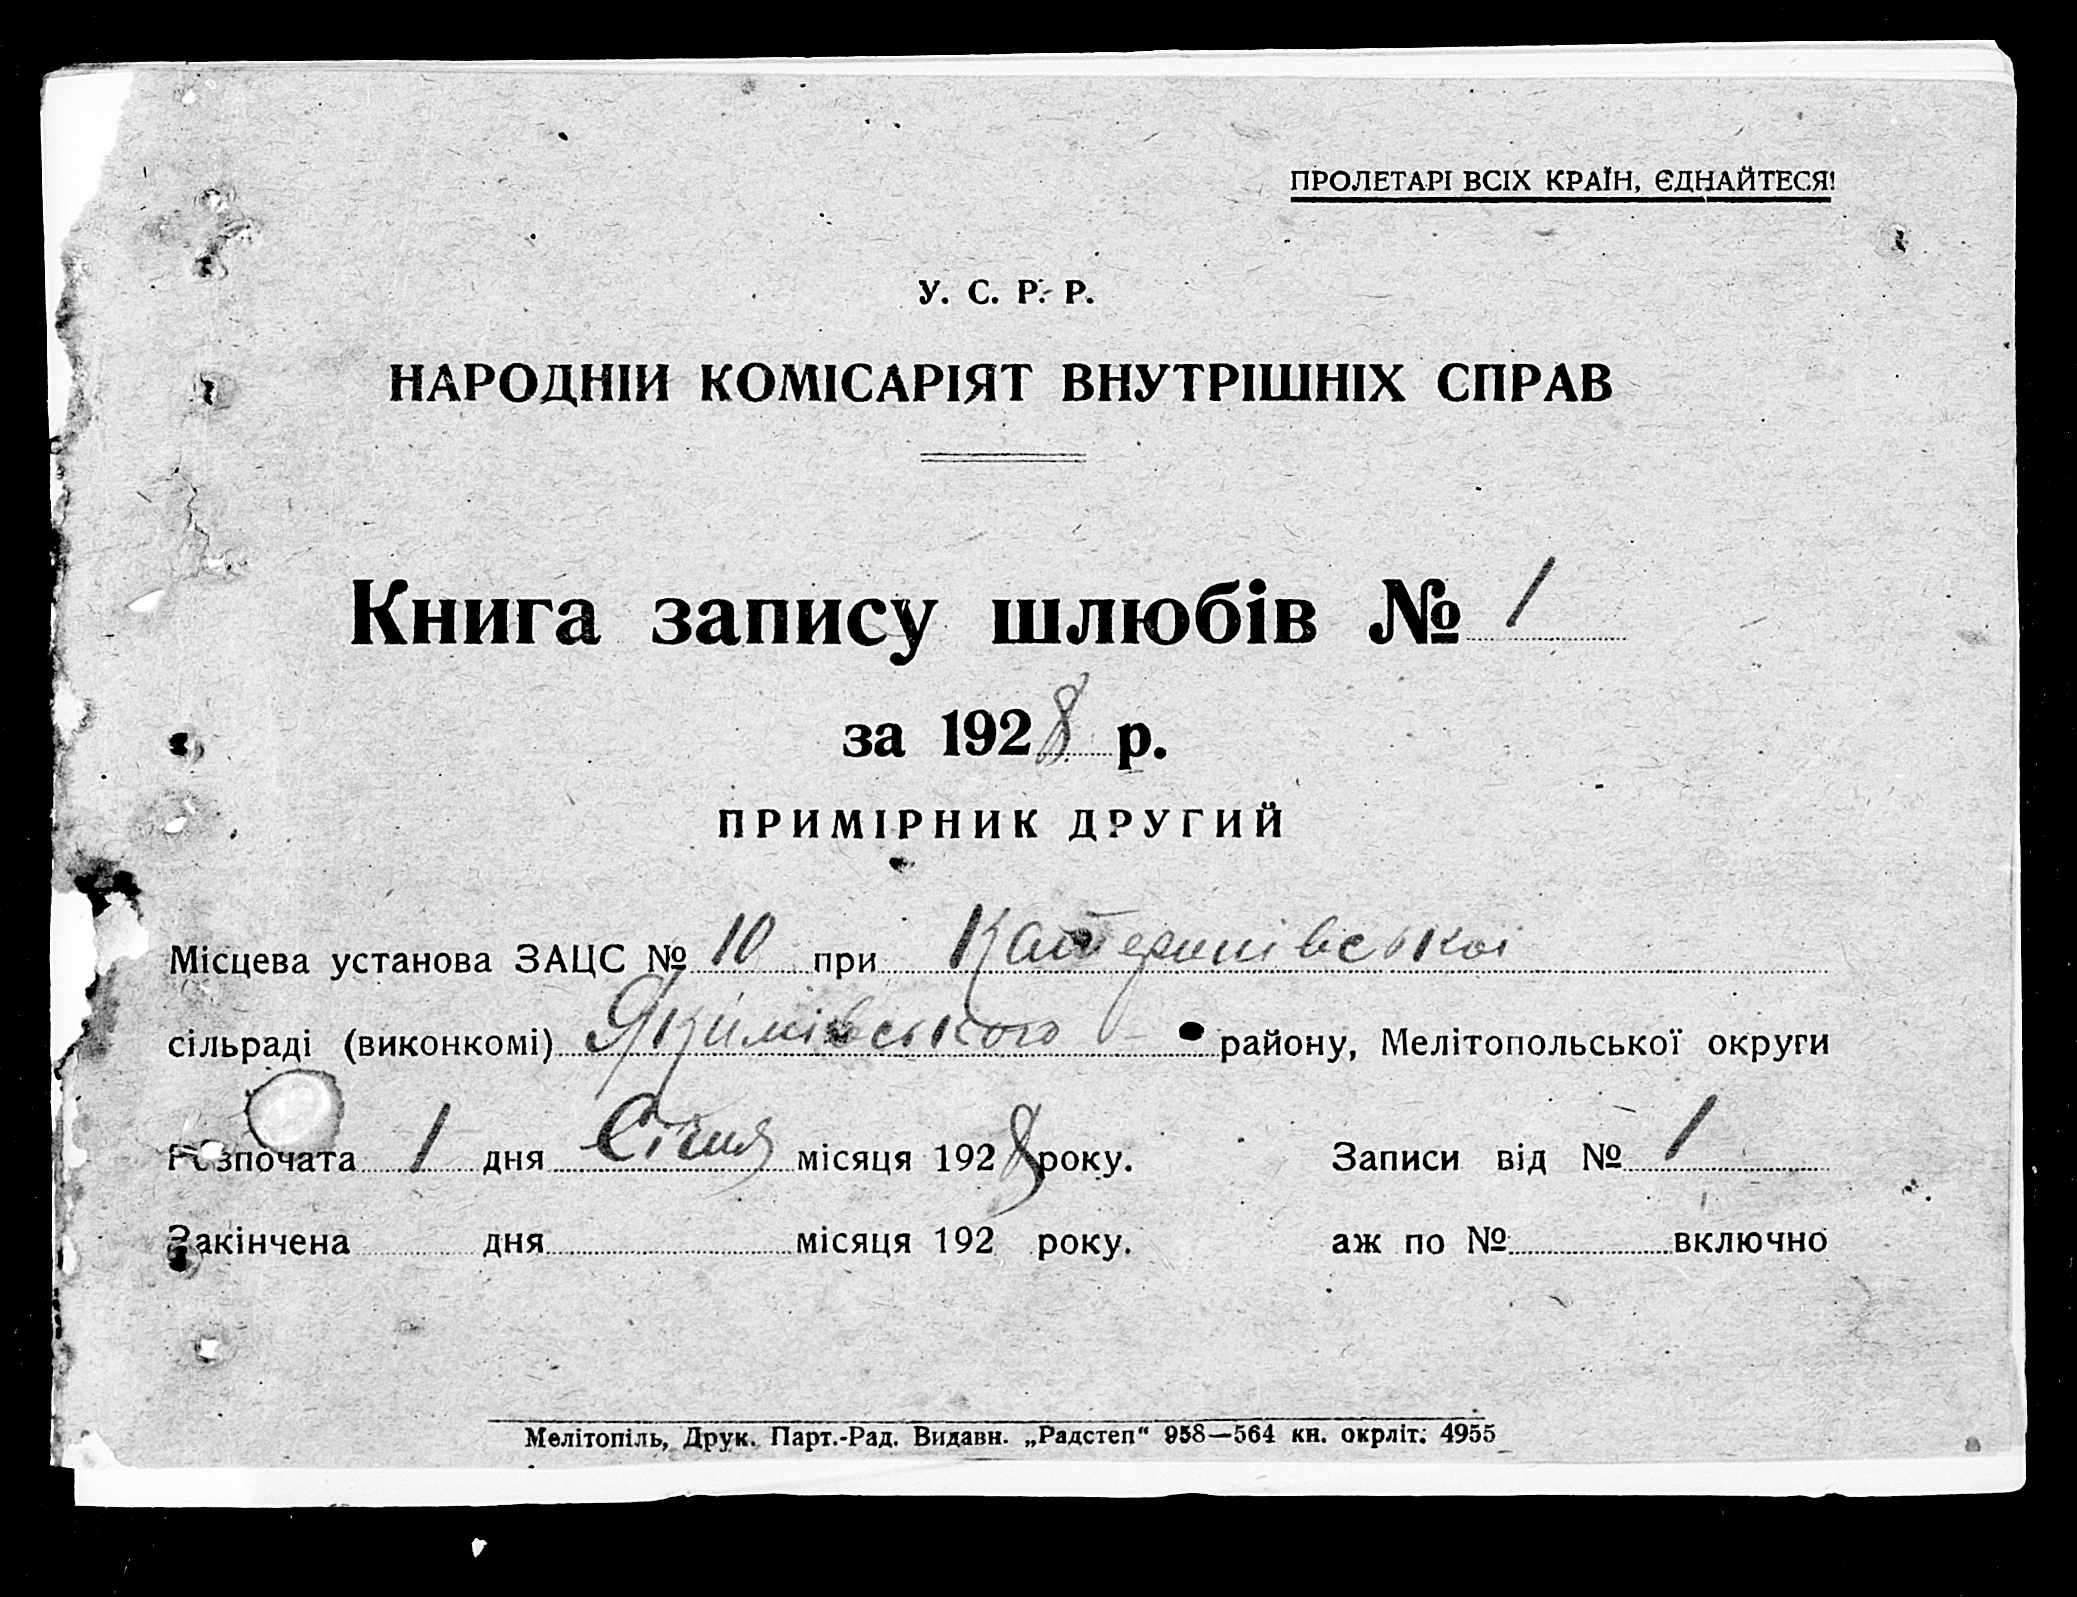 ПРОЛЕТАРІ ВСІХ КРАЇН, ЄДНАЙТЕСЯ!
У. С. Р. Р.
НАРОДНІЙ КОМІСАРІЯТ ВНУТРІШНІХ СПРАВ
Книга запису шлюбів № 1
за 1928 р.
ПРИМІРНИК ДРУГИЙ
Місцева установа ЗАЦС № 10 при Катеринівській
сільраді (виконкомі) Якимівського району, Мелітопольської округи
Розпочата 1 дня Січня місяця 1928 року. Записи від № 1
Закінчена дня місяця 192 року. аж по № включно
Мелітопіль, Друк. Парт.-Рад. Видавн. „Радстеп“ 958—564 кн. окрліт. 4955